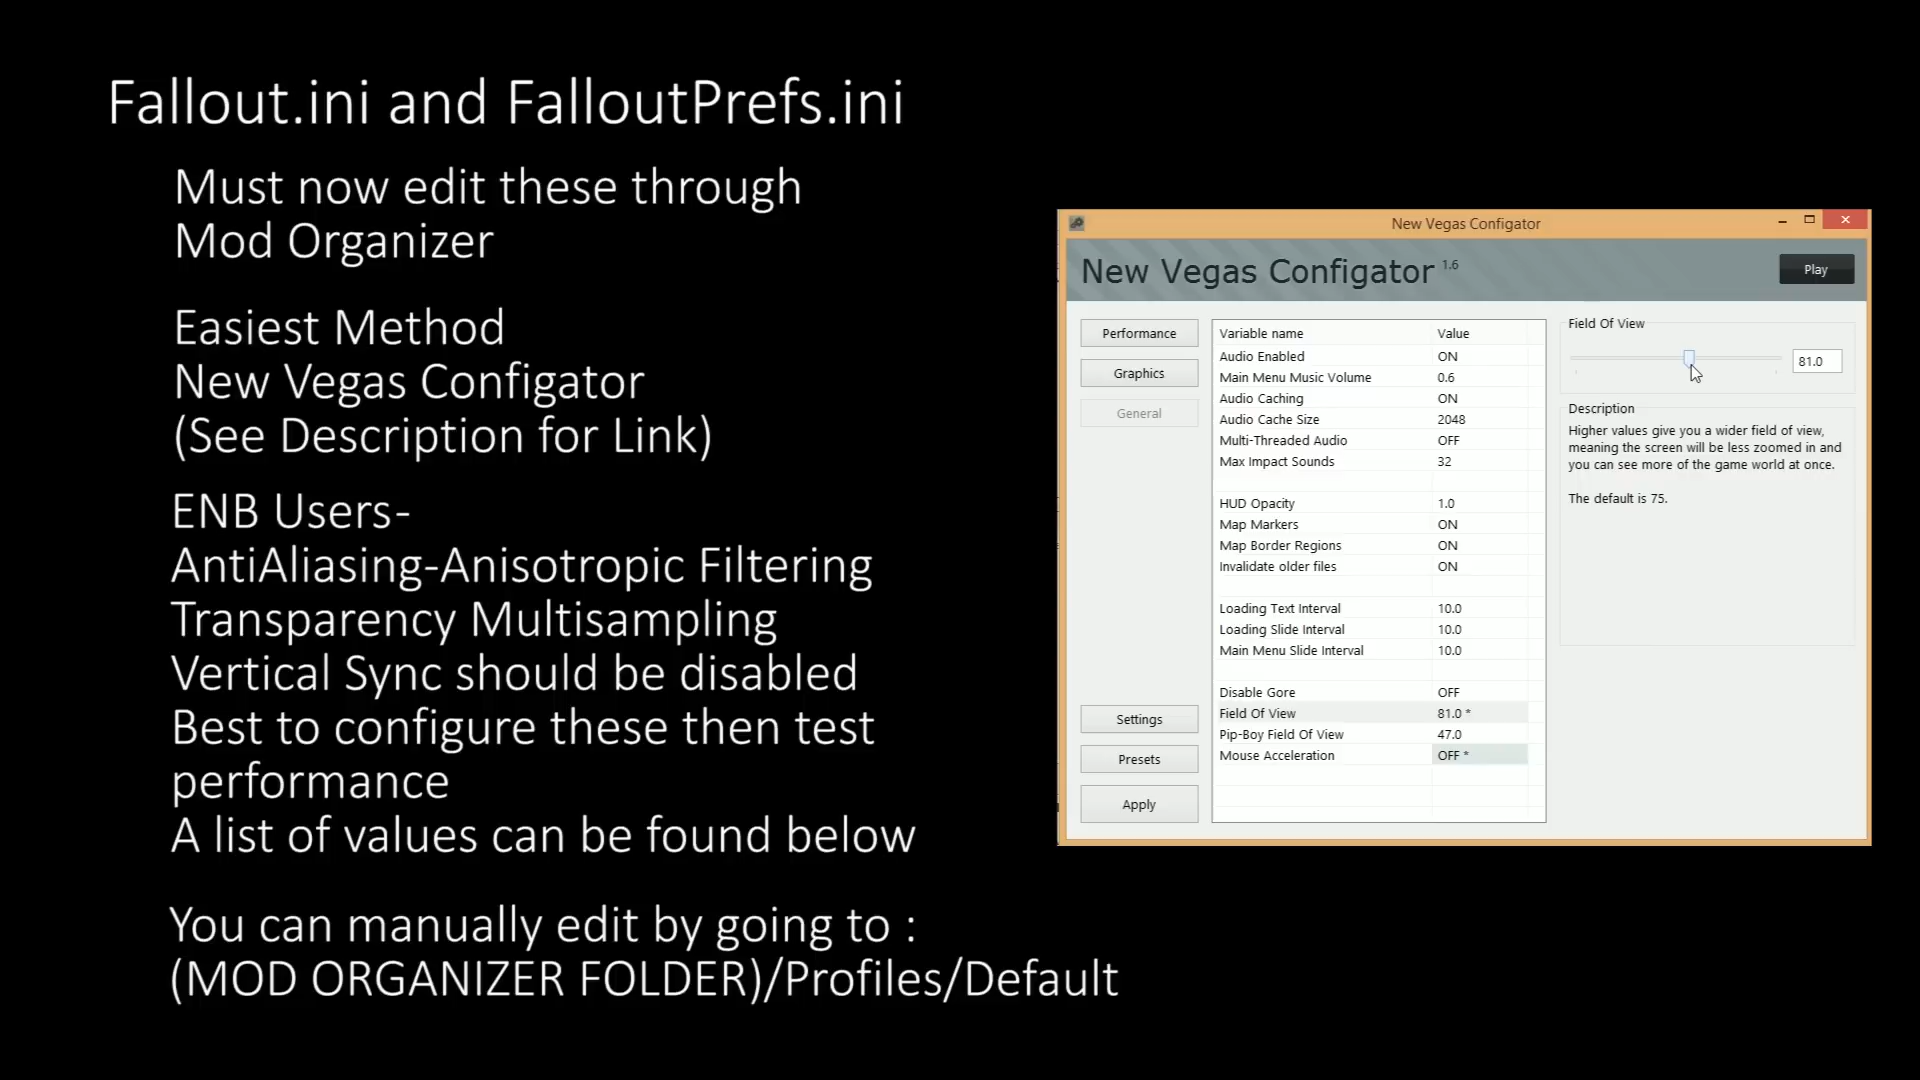 Fallout.ini and FalloutPrefs.ini
Must now edit these through
Mod Organizer
Easiest Method
New Vegas Configator
(See Description for Link)
ENB Users-
AntiAliasing-Anisotropic Filtering
Transparency Multisampling
Vertical Sync should be disabled
Best to configure these then test
performance
A list of values can be found below
You can manually edit by going to :
(MOD ORGANIZER FOLDER)/Profiles/Default
New Vegas Configator
New Vegas Configator 1.6
Play
Performance
Graphics
General
Settings
Presets
Apply
Variable name Value
Audio Enabled ON
Main Menu Music Volume 0.6
Audio Caching ON
Audio Cache Size 2048
Multi-Threaded Audio OFF
Max Impact Sounds 32
HUD Opacity 1.0
Map Markers ON
Map Border Regions ON
Invalidate older files ON
Loading Text Interval 10.0
Loading Slide Interval 10.0
Main Menu Slide Interval 10.0
Disable Gore OFF
Field Of View 81.0 *
Pip-Boy Field Of View 47.0
Mouse Acceleration OFF *
Field Of View
81.0
Description
Higher values give you a wider field of view,
meaning the screen will be less zoomed in and
you can see more of the game world at once.
The default is 75.